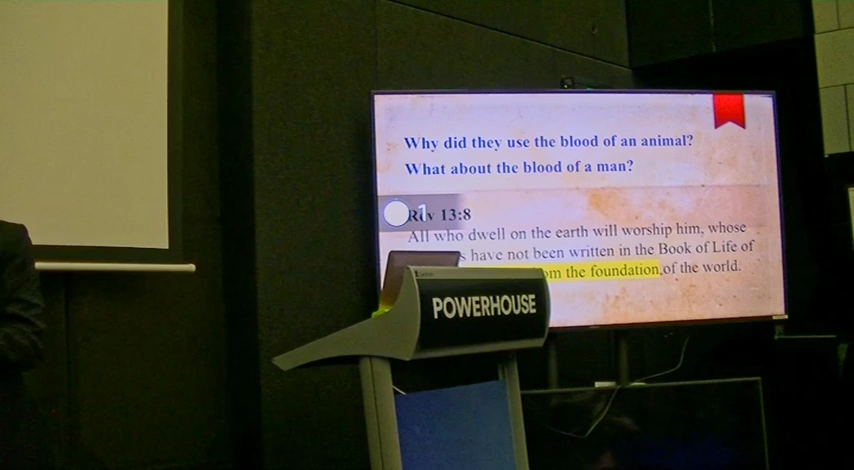 Why did they use the blood of an animal?
What about the blood of a man?
1
Rev 13:8
All who dwell on the earth will worship him, whose
s have not been written in the Book of Life of
om the foundation of the world.
POWERHOUSE